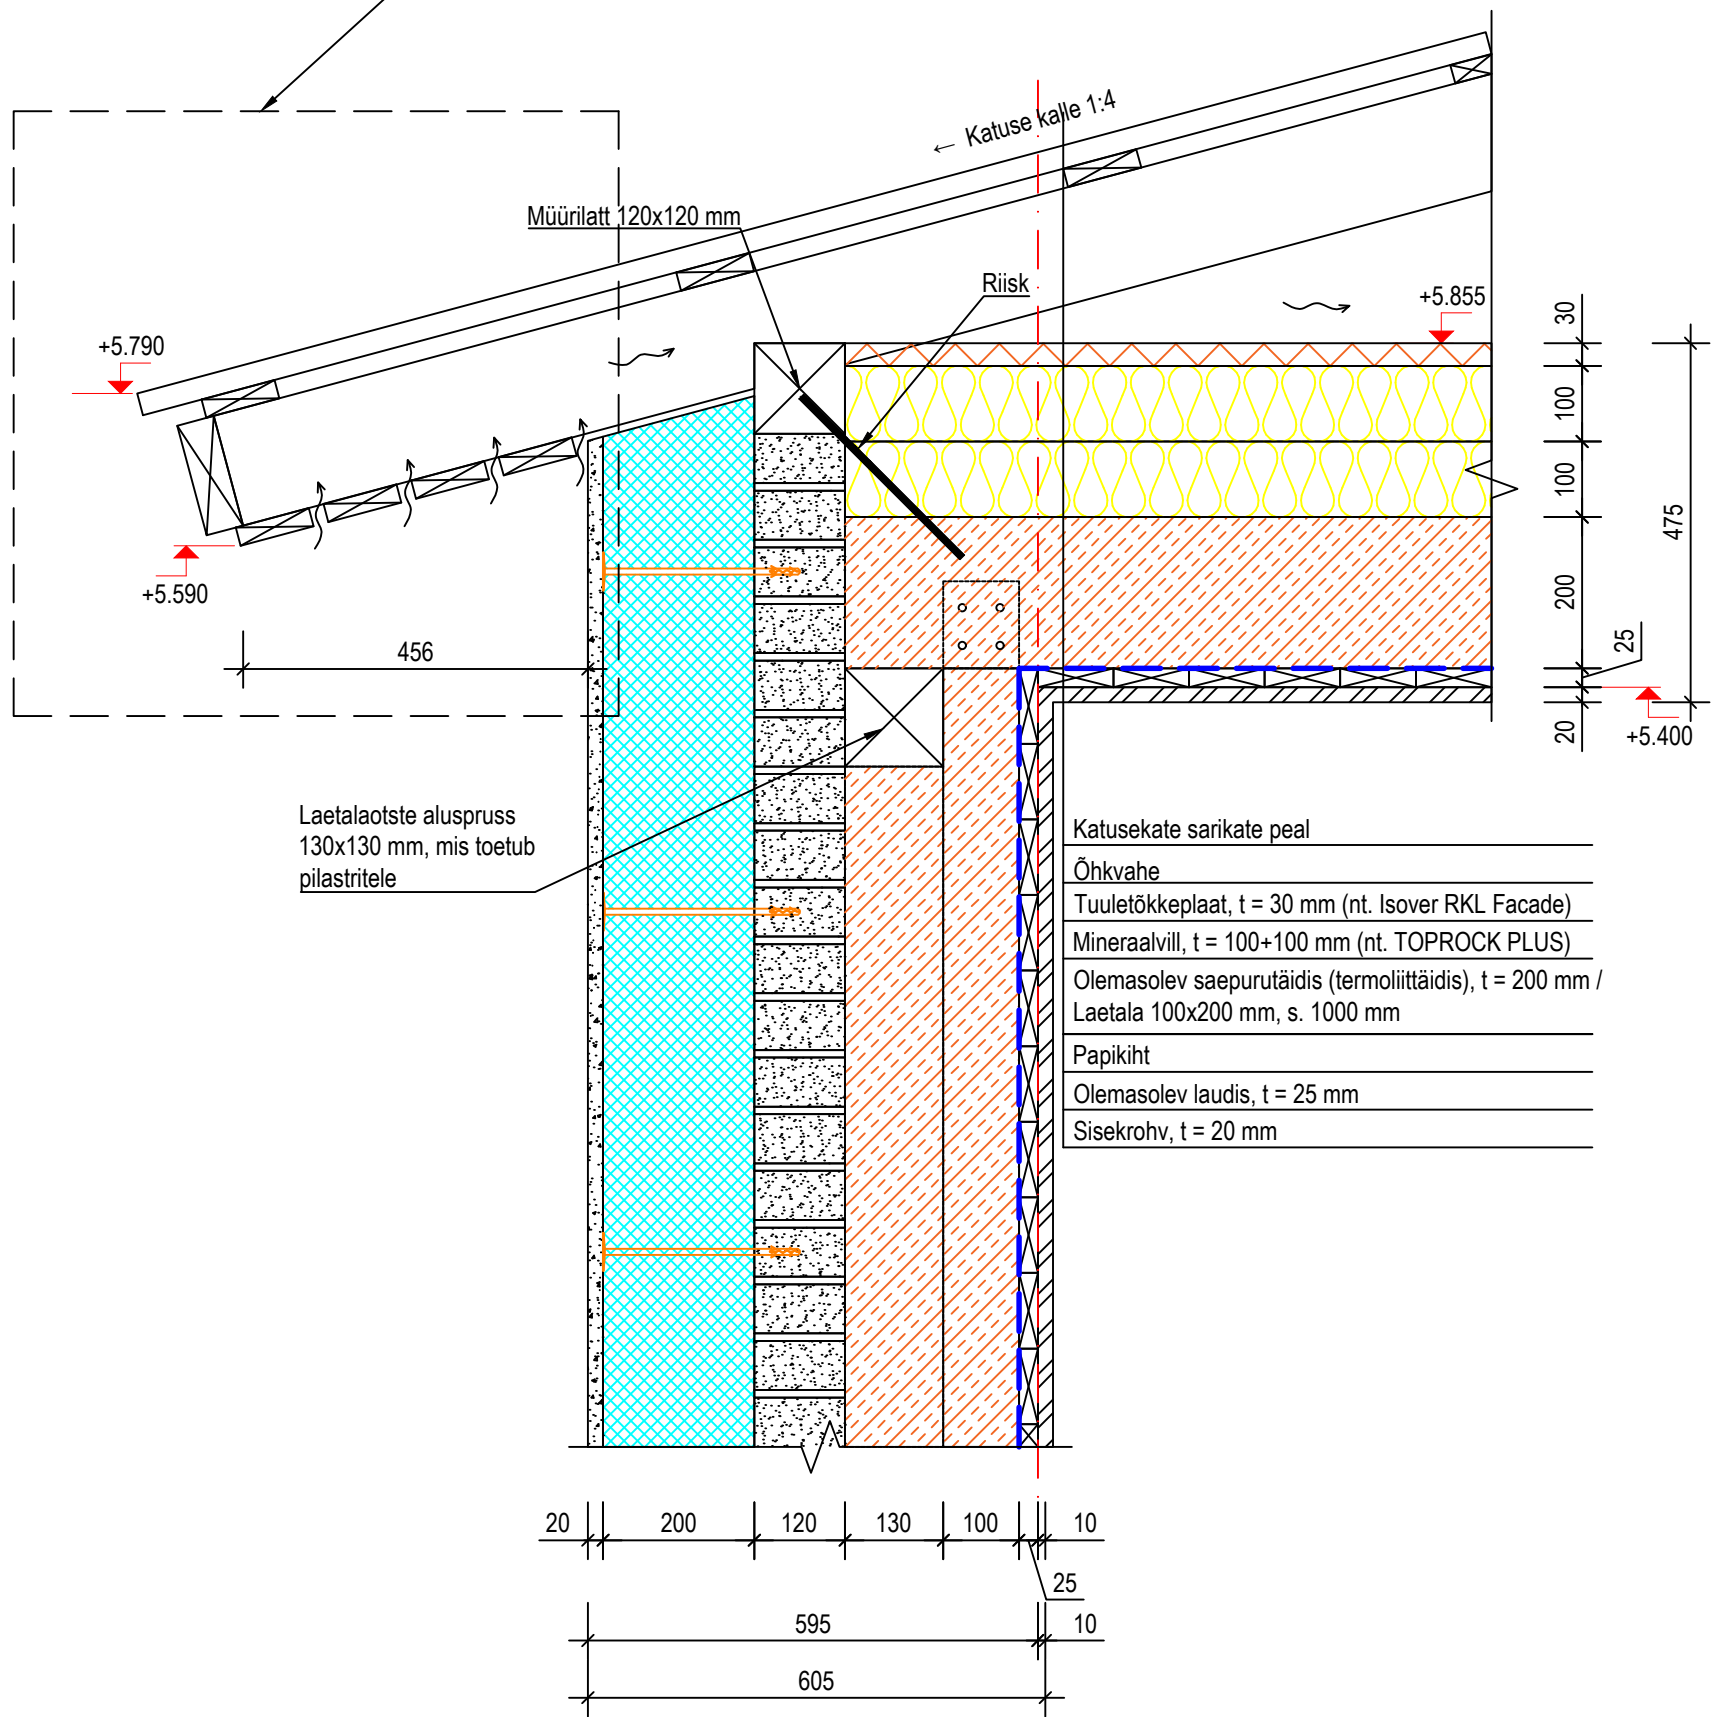 ← Katuse kalle 1:4
Müürilatt 120x120 mm
Riisk
+5.855
+5.790
+5.590
456
30
100
100
200
25
20
475
+5.400
Laetalaotste aluspruss
130x130 mm, mis toetub
pilastritele
Katusekate sarikate peal
Õhkvahe
Tuuletõkkeplaat, t = 30 mm (nt. Isover RKL Facade)
Mineraalvill, t = 100+100 mm (nt. TOPROCK PLUS)
Olemasolev saepurutäidis (termoliittäidis), t = 200 mm /
Laetala 100x200 mm, s. 1000 mm
Papikiht
Olemasolev laudis, t = 25 mm
Sisekrohv, t = 20 mm
20 200 120 130 100 10
25
595 10
605